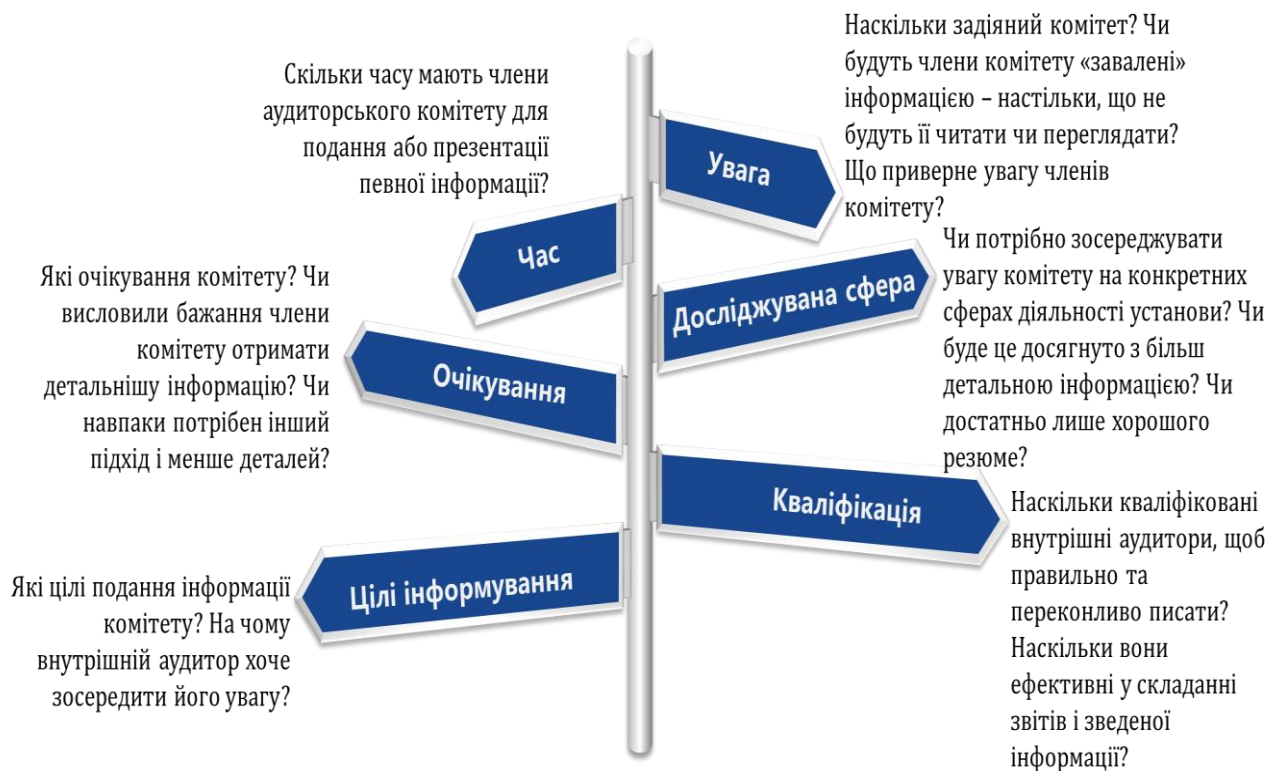 Наскільки задіяний комітет? Чи
будуть члени комітету «завалені»
інформацією – настільки, що не
будуть її читати чи переглядати?
Що приверне увагу членів
комітету?
Увага
Скільки часу мають члени
аудиторського комітету для
подання або презентації
певної інформації?
Час
Чи потрібно зосереджувати
увагу комітету на конкретних
сферах діяльності установи? Чи
буде це досягнуто з більш
детальною інформацією? Чи
достатньо лише хорошого
резюме?
Досліджувана сфера
Які очікування комітету? Чи
висловили бажання члени
комітету отримати
детальнішу інформацію? Чи
навпаки потрібен інший
підхід і менше деталей?
Очікування
Кваліфікація
Наскільки кваліфіковані
внутрішні аудитори, щоб
правильно та
переконливо писати?
Наскільки вони
ефективні у складанні
звітів і зведеної
інформації?
Цілі інформування
Які цілі подання інформації
комітету? На чому
внутрішній аудитор хоче
зосередити його увагу?